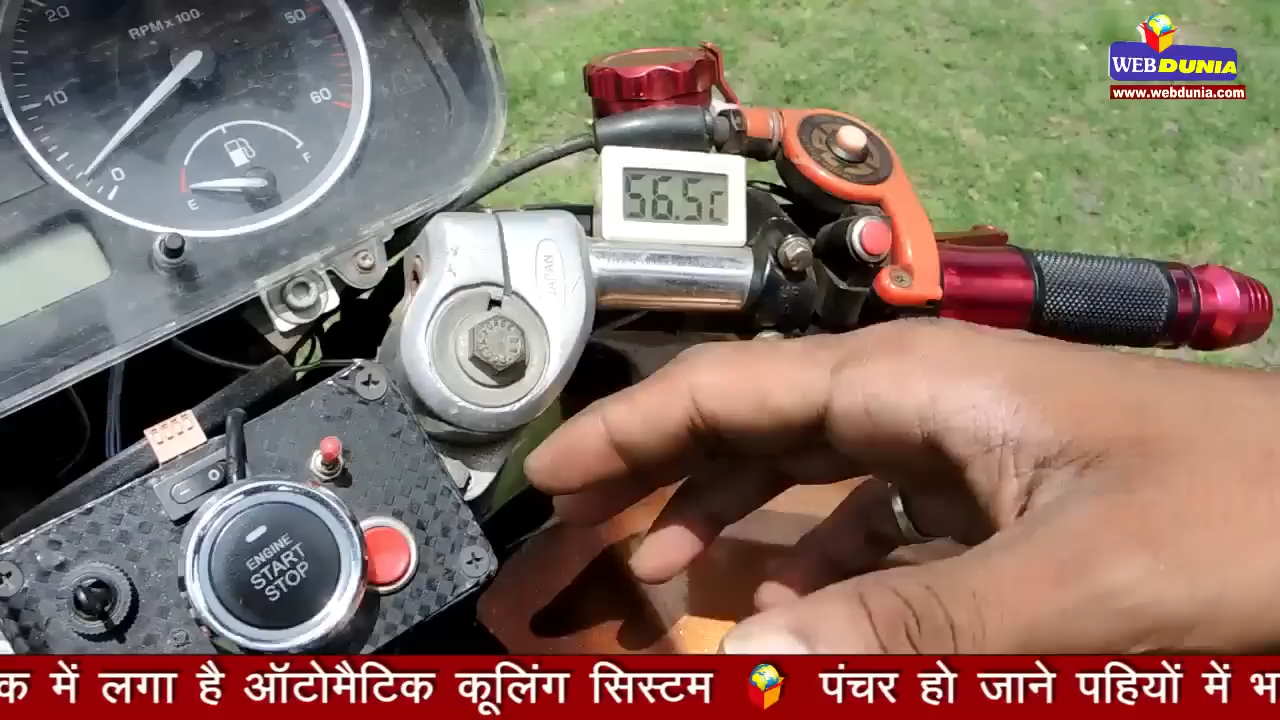 20
RPM x 100
50
10
60
0
E
F
WEBDUNIA
www.webdunia.com
56.5c
JAPAN
ENGINE
START
STOP
क में लगा है ऑटोमैटिक कूलिंग सिस्टम पंचर हो जाने पहियों में भ